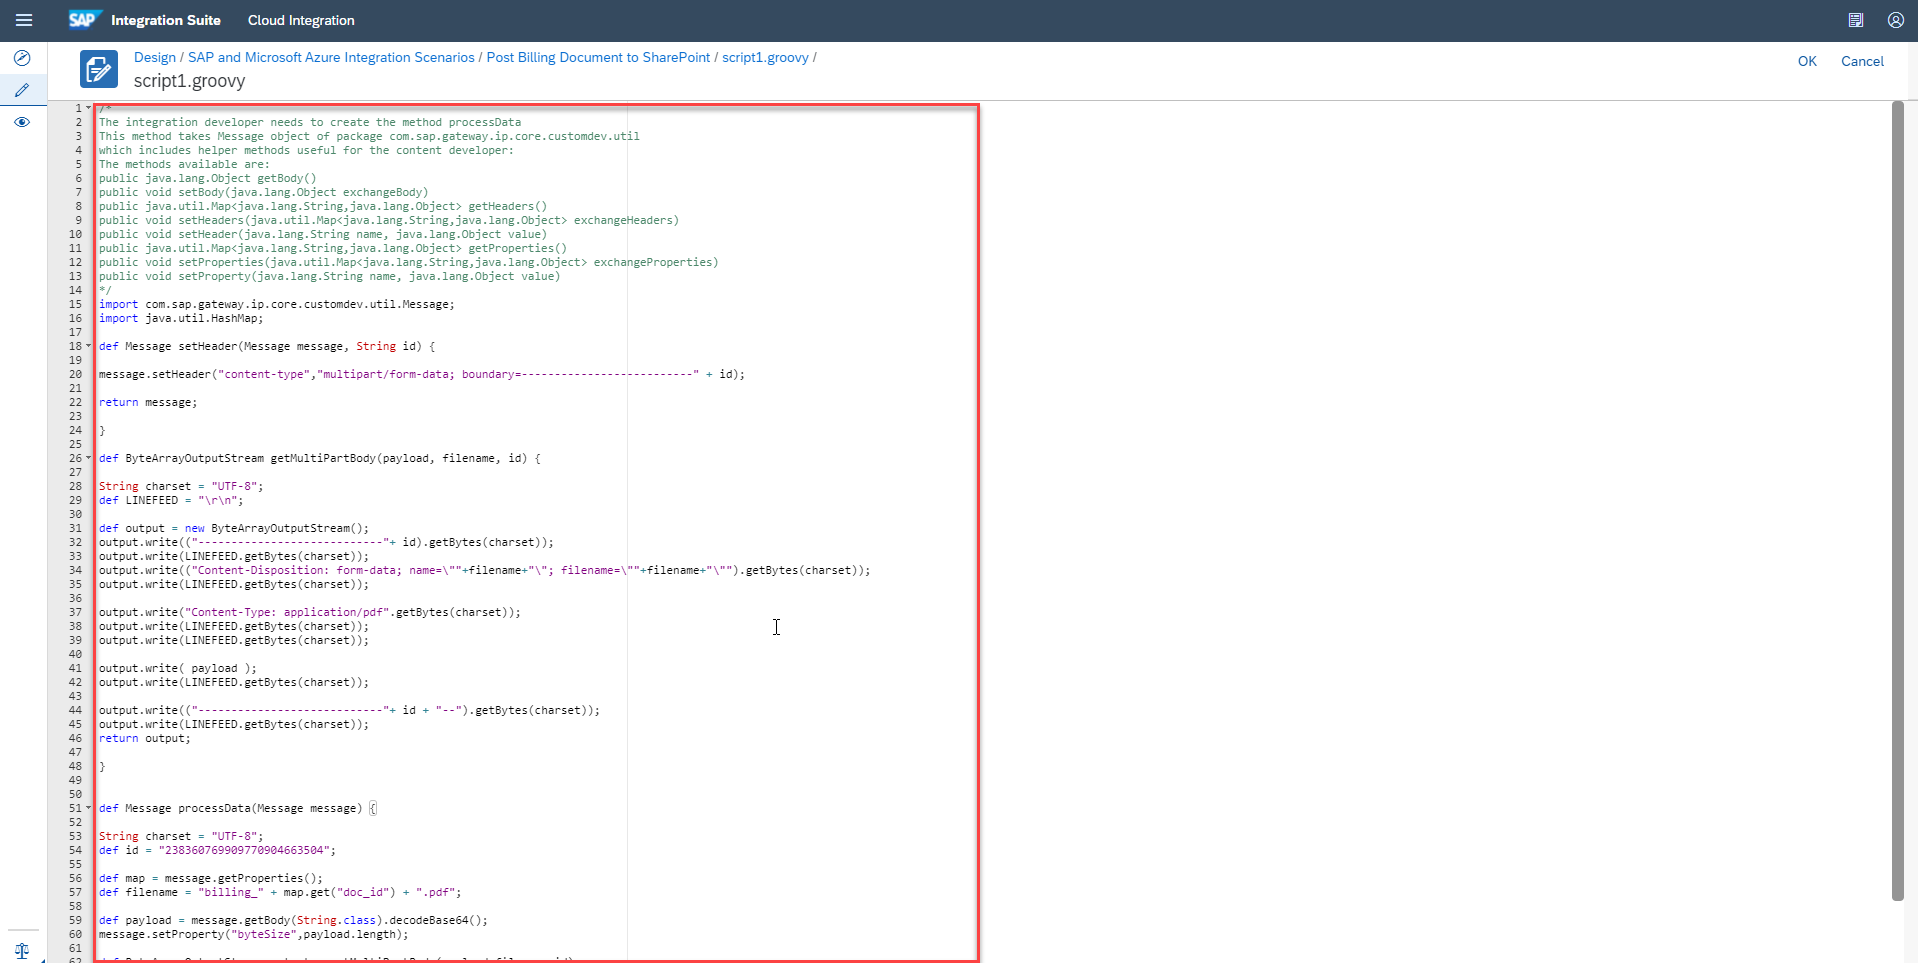 SAP Integration Suite Cloud Integration
Design / SAP and Microsoft Azure Integration Scenarios / Post Billing Document to SharePoint / script1.groovy /
OK Cancel
script1.groovy
1 /*
2 The integration developer needs to create the method processData
3 This method takes Message object of package com.sap.gateway.ip.core.customdev.util
4 which includes helper methods useful for the content developer:
5 The methods available are:
6 public java.lang.Object getBody()
7 public void setBody(java.lang.Object exchangeBody)
8 public java.util.Map<java.lang.String,java.lang.Object> getHeaders()
9 public void setHeaders(java.util.Map<java.lang.String,java.lang.Object> exchangeHeaders)
10 public void setHeader(java.lang.String name, java.lang.Object value)
11 public java.util.Map<java.lang.String,java.lang.Object> getProperties()
12 public void setProperties(java.util.Map<java.lang.String,java.lang.Object> exchangeProperties)
13 public void setProperty(java.lang.String name, java.lang.Object value)
14 */
15 import com.sap.gateway.ip.core.customdev.util.Message;
16 import java.util.HashMap;
17
18 def Message setHeader(Message message, String id) {
19
20 message.setHeader("content-type","multipart/form-data; boundary=--------------------------" + id);
21
22 return message;
23
24 }
25
26 def ByteArrayOutputStream getMultiPartBody(payload, filename, id) {
27
28 String charset = "UTF-8";
29 def LINEFEED = "\r\n";
30
31 def output = new ByteArrayOutputStream();
32 output.write(("----------------------------"+ id).getBytes(charset));
33 output.write(LINEFEED.getBytes(charset));
34 output.write(("Content-Disposition: form-data; name=\""+filename+"\"; filename=\""+filename+"\"").getBytes(charset));
35 output.write(LINEFEED.getBytes(charset));
36
37 output.write("Content-Type: application/pdf".getBytes(charset));
38 output.write(LINEFEED.getBytes(charset));
39 output.write(LINEFEED.getBytes(charset));
40
41 output.write( payload );
42 output.write(LINEFEED.getBytes(charset));
43
44 output.write(("----------------------------"+ id + "--").getBytes(charset));
45 output.write(LINEFEED.getBytes(charset));
46 return output;
47
48 }
49
50
51 def Message processData(Message message) {
52
53 String charset = "UTF-8";
54 def id = "238360769909770904663504";
55
56 def map = message.getProperties();
57 def filename = "billing_" + map.get("doc_id") + ".pdf";
58
59 def payload = message.getBody(String.class).decodeBase64();
60 message.setProperty("byteSize",payload.length);
61
62